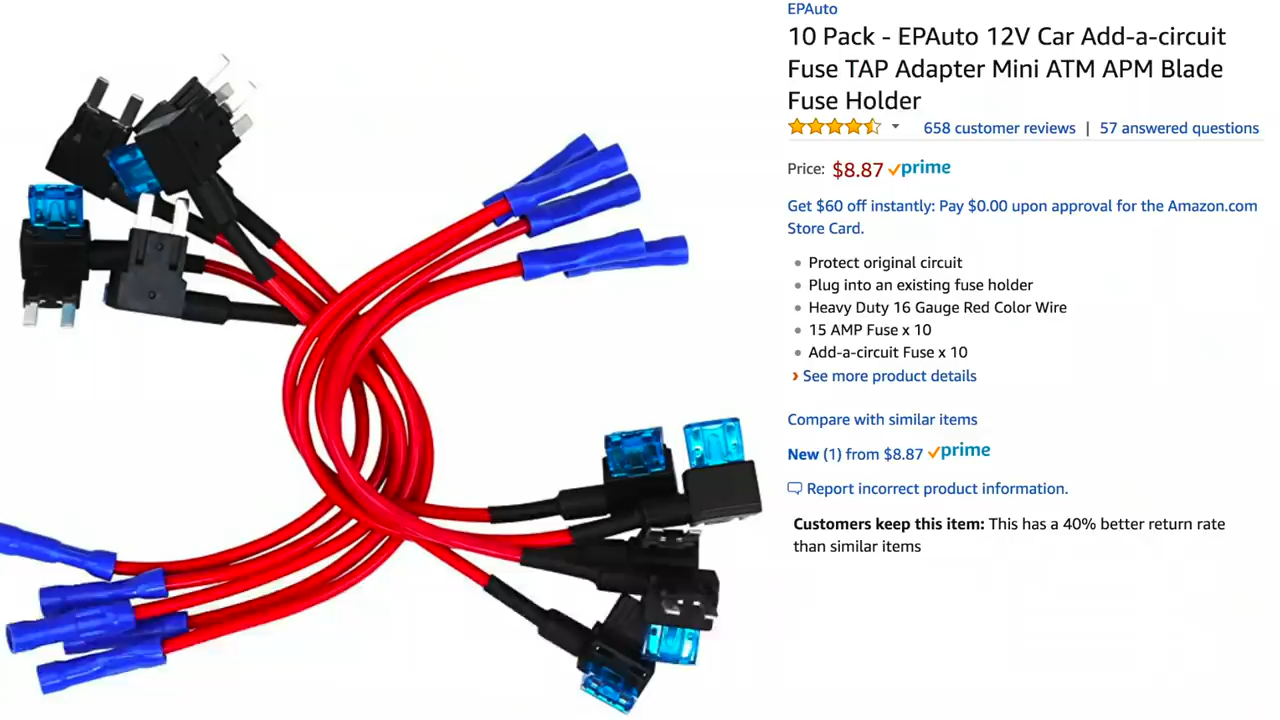 EPAuto
10 Pack - EPAuto 12V Car Add-a-circuit
Fuse TAP Adapter Mini ATM APM Blade
Fuse Holder
658 customer reviews | 57 answered questions
Price: $8.87 prime
Get $60 off instantly: Pay $0.00 upon approval for the Amazon.com
Store Card.
Protect original circuit
Plug into an existing fuse holder
Heavy Duty 16 Gauge Red Color Wire
15 AMP Fuse x 10
Add-a-circuit Fuse x 10
See more product details
Compare with similar items
New (1) from $8.87 prime
Report incorrect product information.
Customers keep this item: This has a 40% better return rate
than similar items